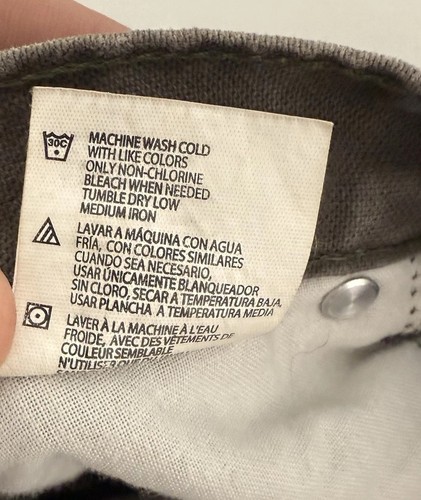 30C
MACHINE WASH COLD
WITH LIKE COLORS
ONLY NON-CHLORINE
BLEACH WHEN NEEDED
TUMBLE DRY LOW
MEDIUM IRON
LAVAR A MÁQUINA CON AGUA
FRÍA, CON COLORES SIMILARES
CUANDO SEA NECESARIO,
USAR ÚNICAMENTE BLANQUEADOR
SIN CLORO, SECAR A TEMPERATURA BAJA,
USAR PLANCHA A TEMPERATURA MEDIA
LAVER À LA MACHINE À L'EAU
FROIDE, AVEC DES VÊTEMENTS DE
COULEUR SEMBLABLE
N'UTILISER